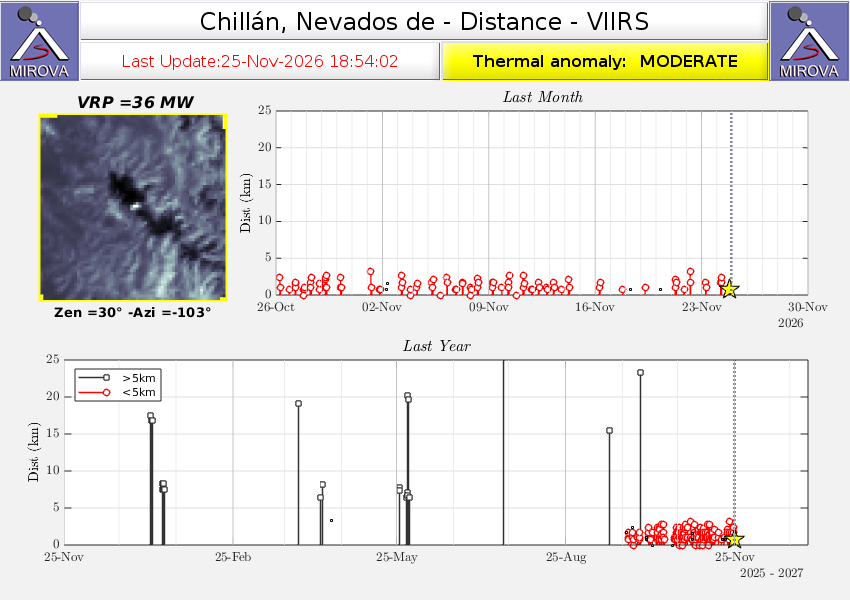 Chillán, Nevados de - Distance - VIIRS
MIROVA
Last Update:25-Nov-2026 18:54:02
Thermal anomaly: MODERATE
MIROVA
VRP =36 MW
Zen =30° -Azi =-103°
Last Month
Dist (km)
25
20
15
10
5
0
26-Oct
02-Nov
09-Nov
16-Nov
23-Nov
30-Nov
2026
Last Year
Dist (km)
25
20
15
10
5
0
>5km
<5km
25-Nov
25-Feb
25-May
25-Aug
25-Nov
2025 - 2027